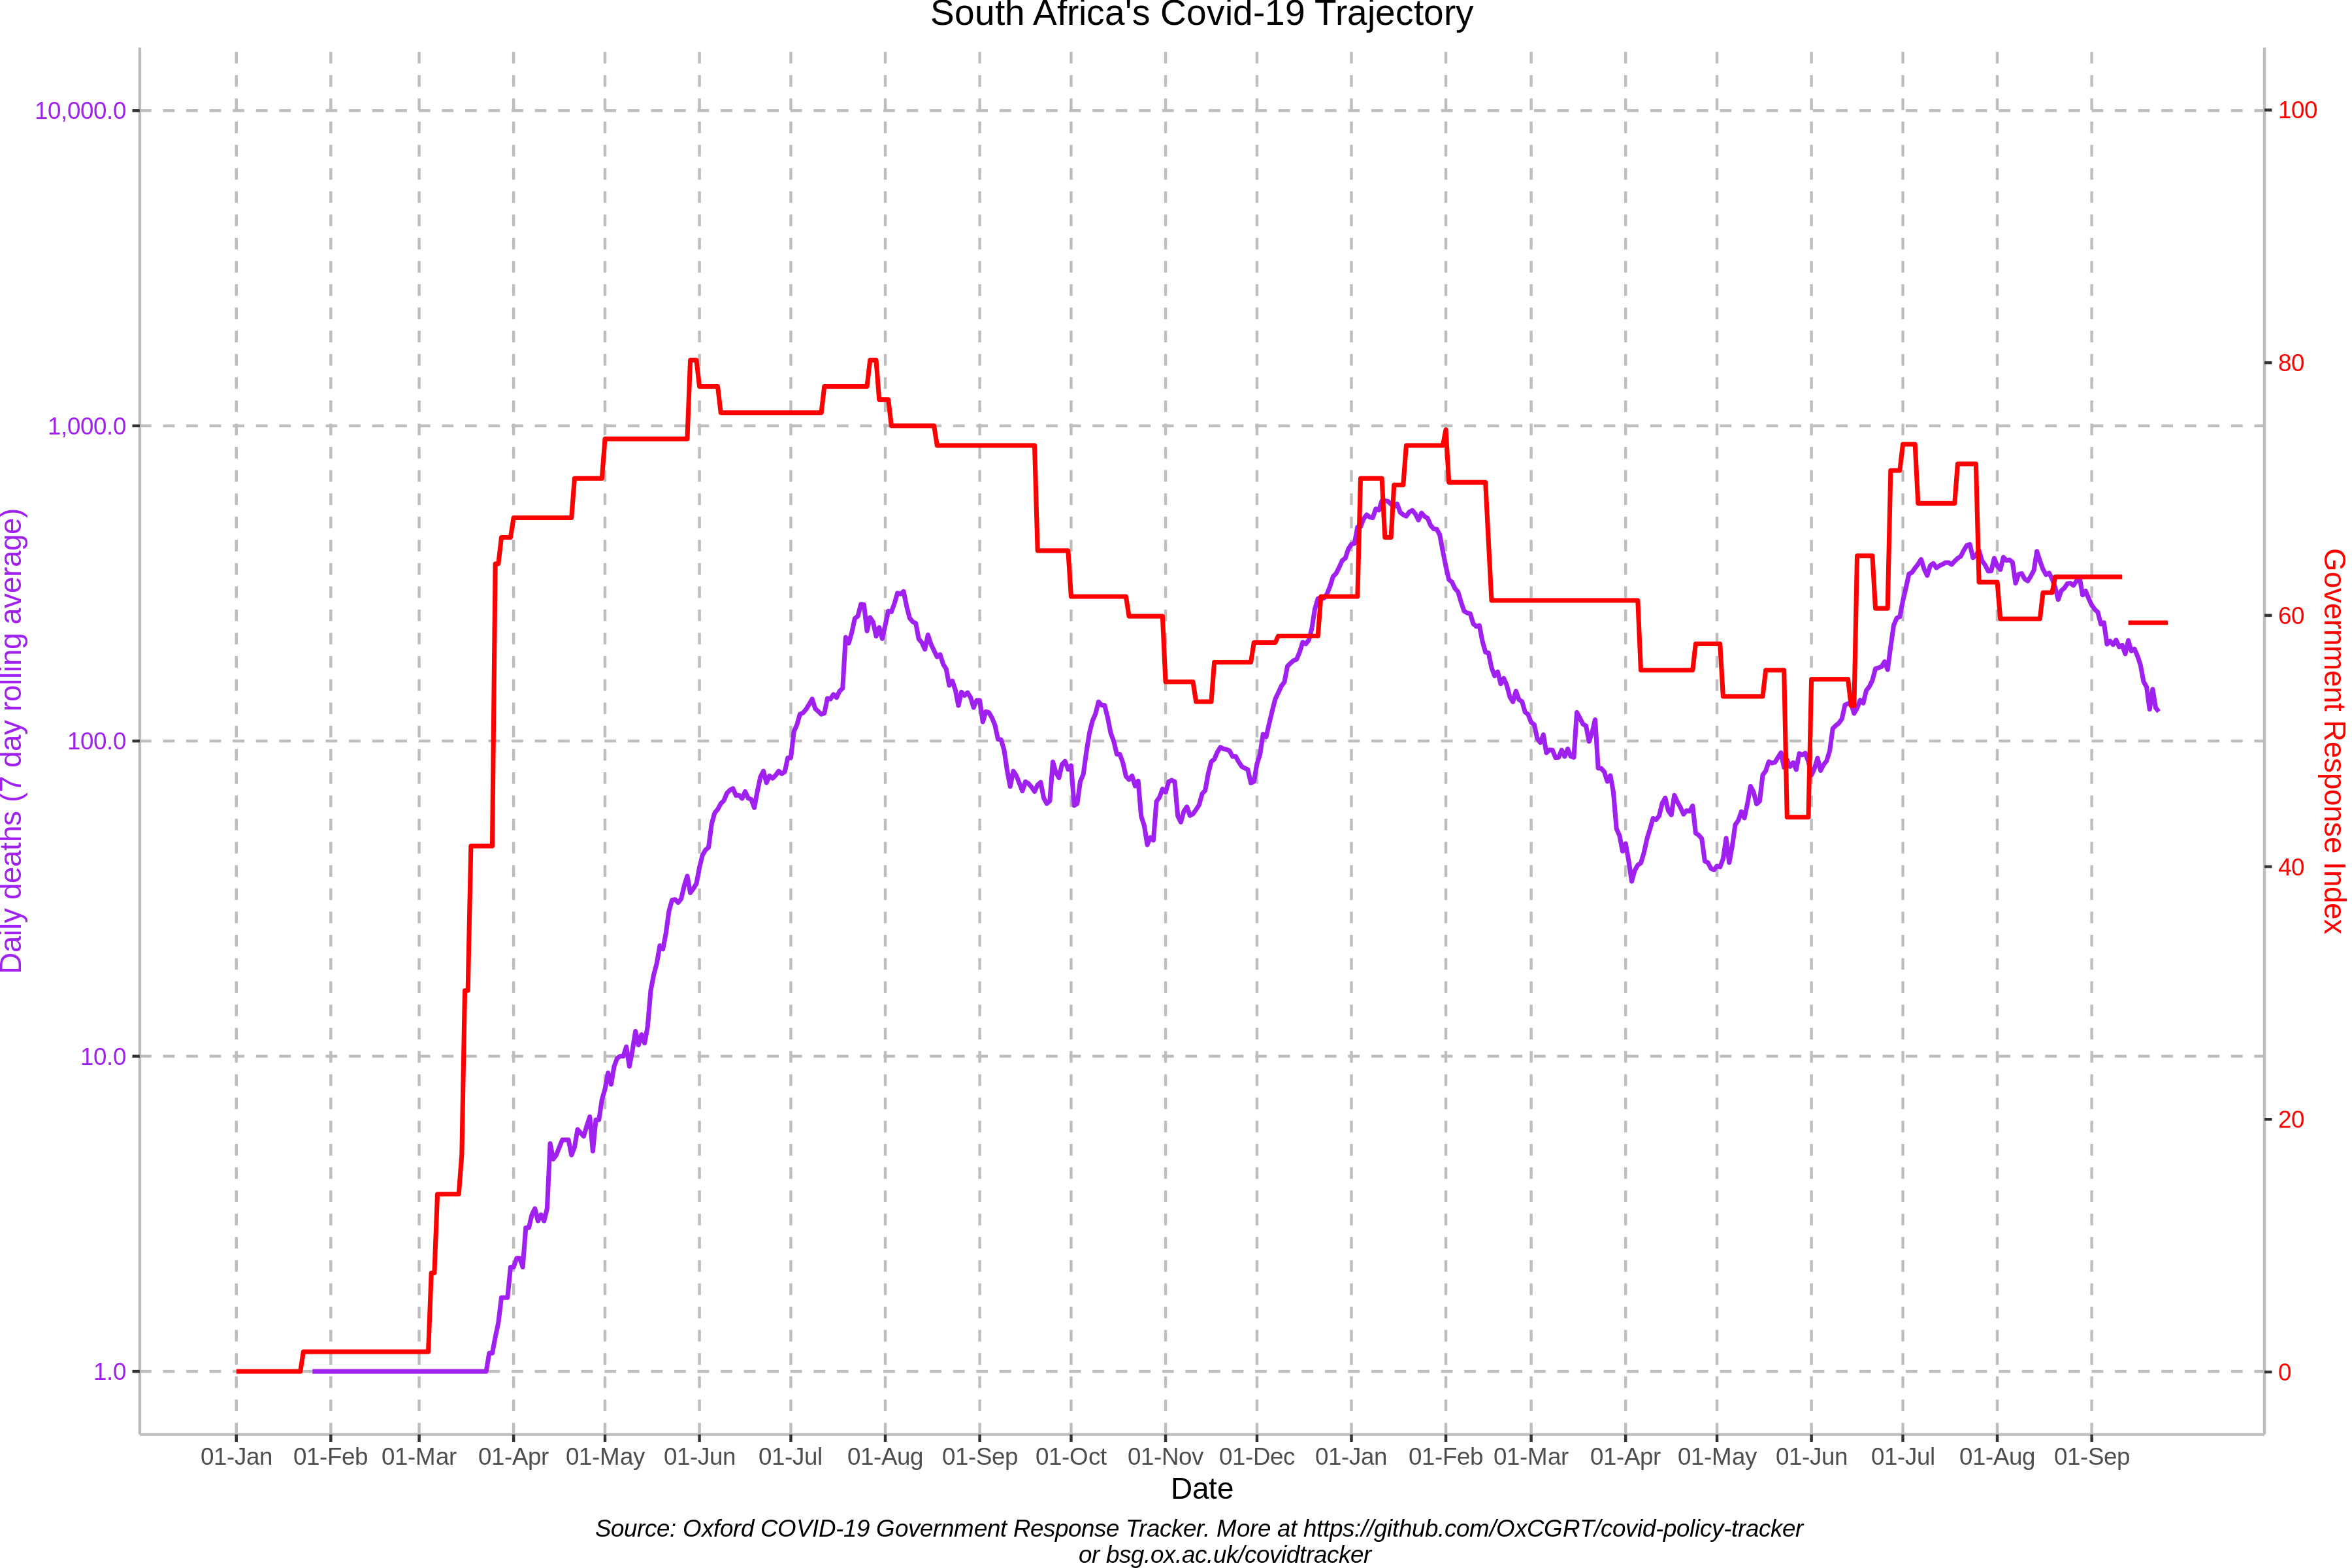 South Africa's Covid-19 Trajectory
10,000.0
1,000.0
100.0
10.0
1.0
Daily deaths (7 day rolling average)
100
80
60
40
20
0
Government Response Index
01-Jan 01-Feb 01-Mar 01-Apr 01-May 01-Jun 01-Jul 01-Aug 01-Sep 01-Oct 01-Nov 01-Dec 01-Jan 01-Feb 01-Mar 01-Apr 01-May 01-Jun 01-Jul 01-Aug 01-Sep
Date
Source: Oxford COVID-19 Government Response Tracker. More at https://github.com/OxCGRT/covid-policy-tracker
or bsg.ox.ac.uk/covidtracker